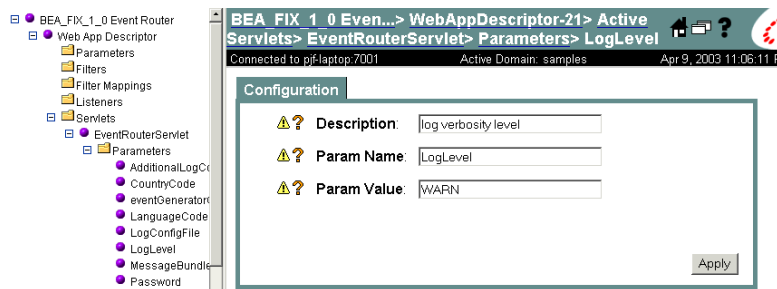 BEA_FIX_1_0 Event Router
Web App Descriptor
Parameters
Filters
Filter Mappings
Listeners
Servlets
EventRouterServlet
Parameters
AdditionalLogCo
CountryCode
eventGenerator
LanguageCode
LogConfigFile
LogLevel
MessageBundle
Password
BEA_FIX_1_0 Even...> WebAppDescriptor-21> Active
Servlets> EventRouterServlet> Parameters> LogLevel
Connected to pjf-laptop:7001 Active Domain: samples Apr 9, 2003 11:06:11 P
Configuration
Description: log verbosity level
Param Name: LogLevel
Param Value: WARN
Apply